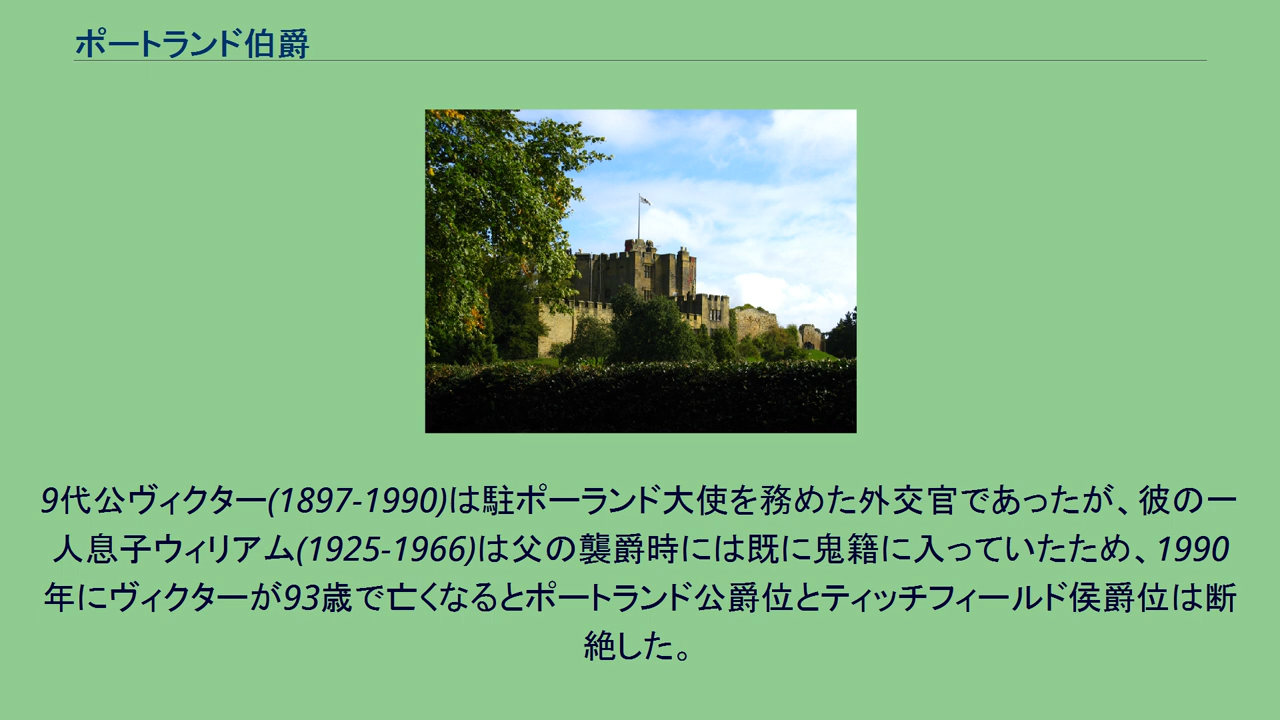 ポートランド伯爵
9代公ヴィクター(1897-1990)は駐ポーランド大使を務めた外交官であったが、彼の一
人息子ウィリアム(1925-1966)は父の襲爵時には既に鬼籍に入っていたため、1990
年にヴィクターが93歳で亡くなるとポートランド公爵位とティッチフィールド侯爵位は断
絶した。